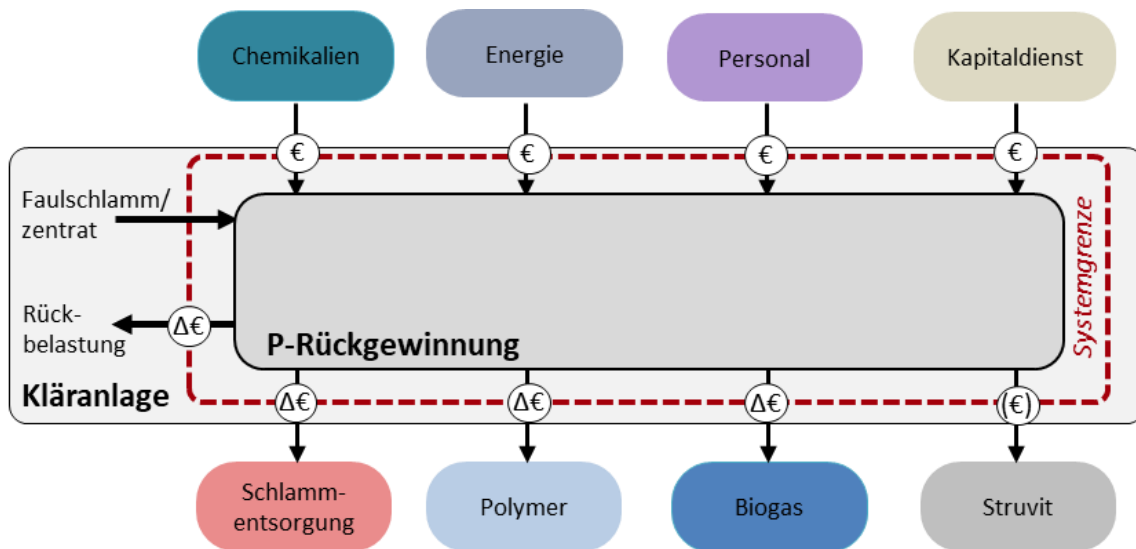 Chemikalien
Energie
Personal
Kapitaldienst
€
€
€
€
Faulschlamm/
zentrat
Systemgrenze
Rück-
belastung
Δ€
P-Rückgewinnung
Kläranlage
Δ€
Δ€
Δ€
(€)
Schlamm-
entsorgung
Polymer
Biogas
Struvit